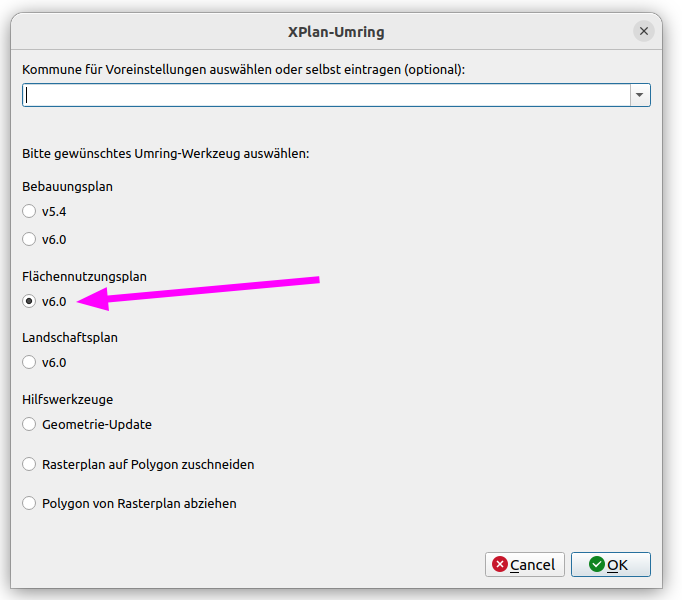 XPlan-Umring
Kommune für Voreinstellungen auswählen oder selbst eintragen (optional):
Bitte gewünschtes Umring-Werkzeug auswählen:
Bebauungsplan
v5.4
v6.0
Flächennutzungsplan
v6.0
Landschaftsplan
v6.0
Hilfswerkzeuge
Geometrie-Update
Rasterplan auf Polygon zuschneiden
Polygon von Rasterplan abziehen
Cancel OK